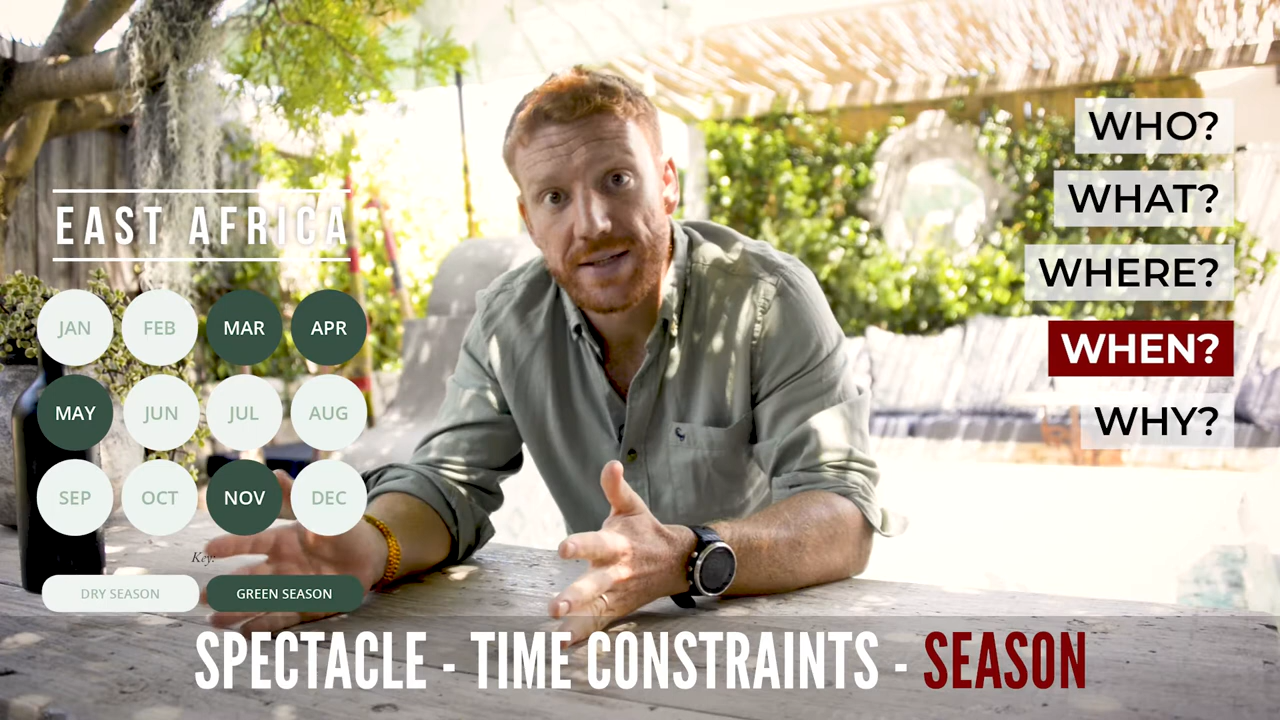 EAST AFRICA
JAN FEB MAR APR
MAY JUN JUL AUG
SEP OCT NOV DEC
Key:
DRY SEASON GREEN SEASON
WHO?
WHAT?
WHERE?
WHEN?
WHY?
SPECTACLE - TIME CONSTRAINTS - SEASON